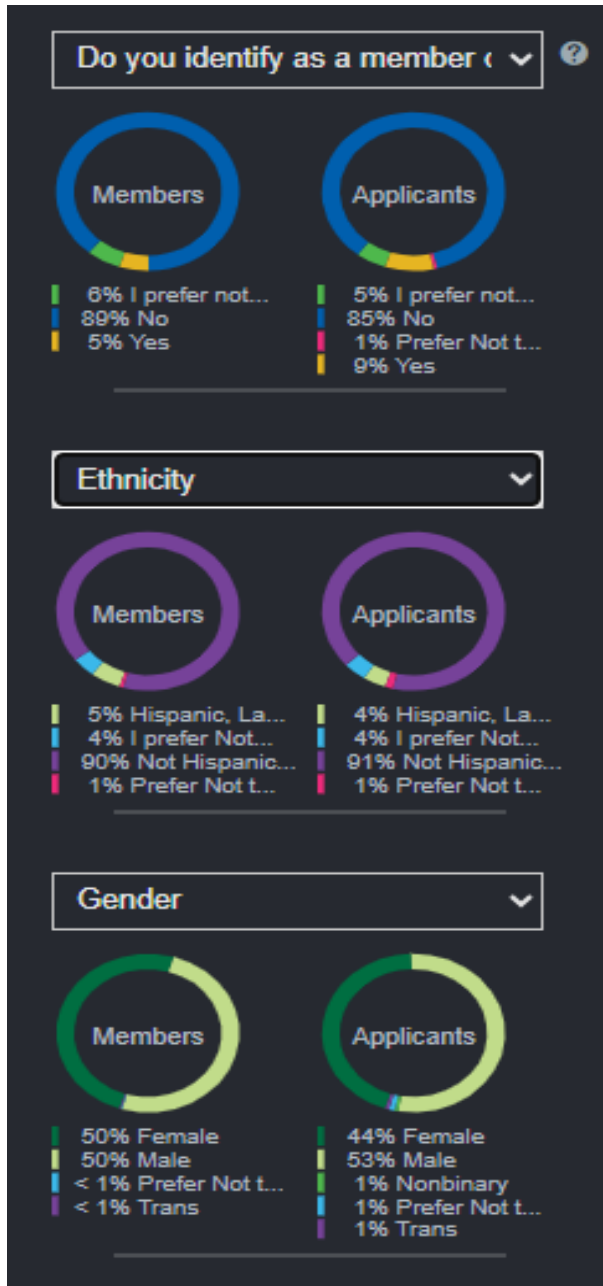 Do you identify as a member c
?
Members
Applicants
6% I prefer not...
89% No
5% Yes
5% I prefer not...
85% No
1% Prefer Not t...
9% Yes
Ethnicity
Members
Applicants
5% Hispanic, La...
4% I prefer Not...
90% Not Hispanic...
1% Prefer Not t...
4% Hispanic, La...
4% I prefer Not...
91% Not Hispanic...
1% Prefer Not t...
Gender
Members
Applicants
50% Female
50% Male
< 1% Prefer Not t...
< 1% Trans
44% Female
53% Male
1% Nonbinary
1% Prefer Not t...
1% Trans